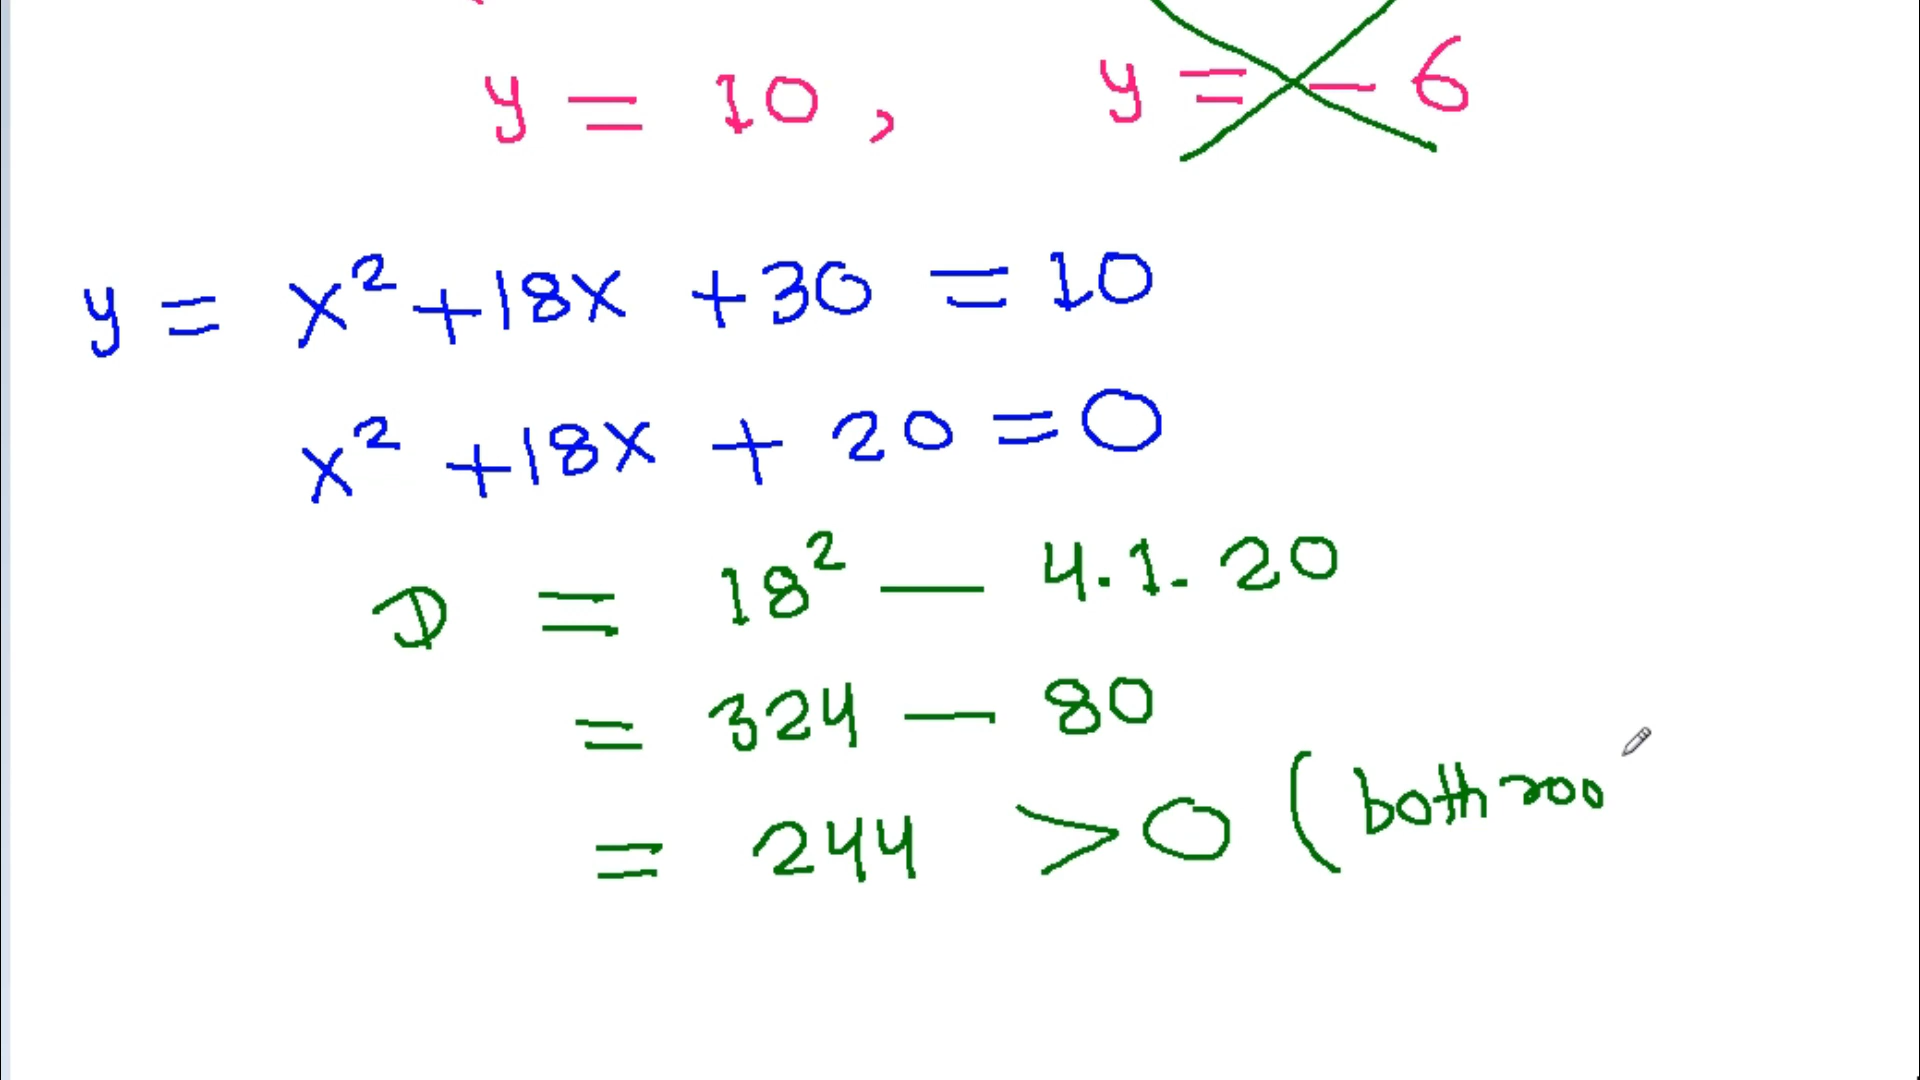 y = 10 , y = - 6
y = x² + 18x + 30 = 10
x² + 18x + 20 = 0
D = 18² - 4.1.20
= 324 - 80
= 244 > 0 ( both roo